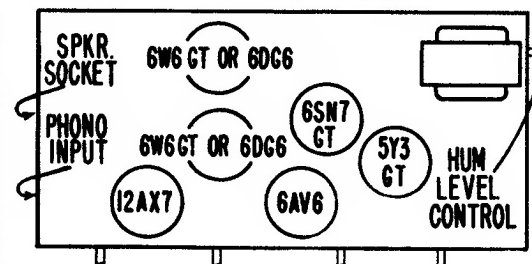 SPKR.
SOCKET
6W6 GT OR 6DG6
PHONO
INPUT
6W6 GT OR 6DG6
6SN7
GT
5Y3
GT
12AX7
6AV6
HUM
LEVEL
CONTROL